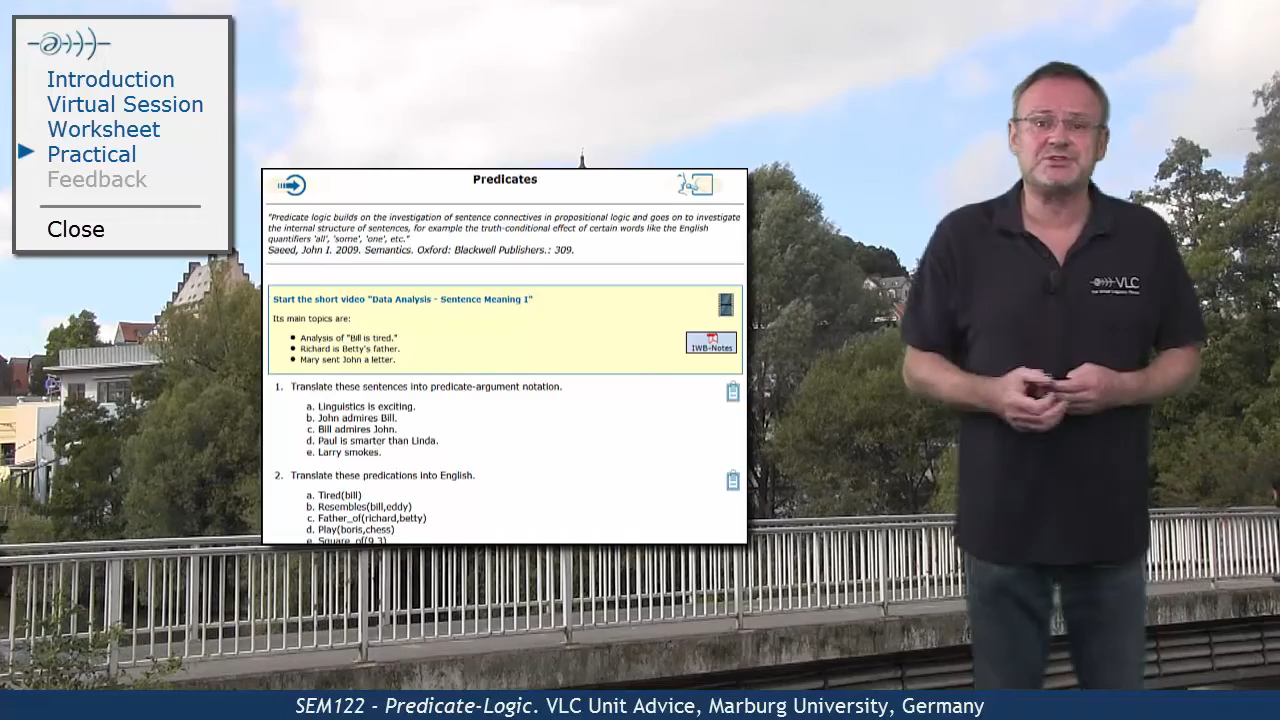 Introduction
Virtual Session
Worksheet
Practical
Feedback
Close
Predicates
"Predicate logic builds on the investigation of sentence connectives in propositional logic and goes on to investigate
the internal structure of sentences, for example the truth-conditional effect of certain words like the English
quantifiers 'all', 'some', 'one', etc."
Saeed, John I. 2009. Semantics. Oxford: Blackwell Publishers.: 309.
Start the short video "Data Analysis - Sentence Meaning I"
Its main topics are:
● Analysis of "Bill is tired."
● Richard is Betty's father.
● Mary sent John a letter.
IWB-Notes
1. Translate these sentences into predicate-argument notation.
a. Linguistics is exciting.
b. John admires Bill.
c. Bill admires John.
d. Paul is smarter than Linda.
e. Larry smokes.
2. Translate these predications into English.
a. Tired(bill)
b. Resembles(bill,eddy)
c. Father_of(richard,betty)
d. Play(boris,chess)
e. Square_of(9,3)
VLC
SEM122 - Predicate-Logic. VLC Unit Advice, Marburg University, Germany